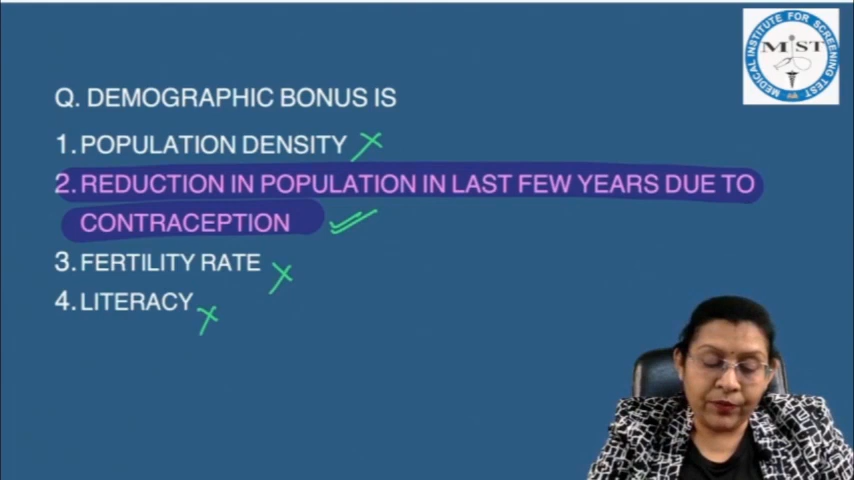 MEDICAL INSTITUTE FOR SCREENING TEST
MIST
Q. DEMOGRAPHIC BONUS IS
1. POPULATION DENSITY
2. REDUCTION IN POPULATION IN LAST FEW YEARS DUE TO
CONTRACEPTION
3. FERTILITY RATE
4. LITERACY